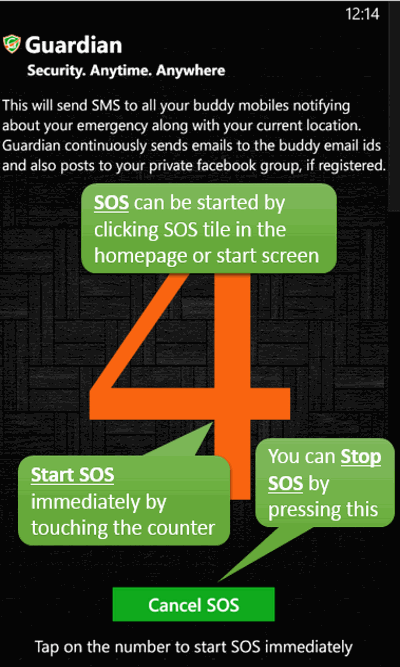 12:14
Guardian
Security. Anytime. Anywhere
This will send SMS to all your buddy mobiles notifying
about your emergency along with your current location.
Guardian continuously sends emails to the buddy email ids
and also posts to your private facebook group, if registered.
SOS can be started by
clicking SOS tile in the
homepage or start screen
4
Start SOS
immediately by
touching the counter
You can Stop
SOS by
pressing this
Cancel SOS
Tap on the number to start SOS immediately